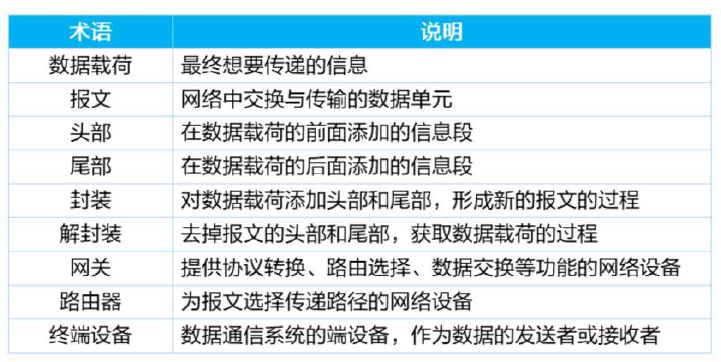 术语 说明
数据载荷 最终想要传递的信息
报文 网络中交换与传输的数据单元
头部 在数据载荷的前面添加的信息段
尾部 在数据载荷的后面添加的信息段
封装 对数据载荷添加头部和尾部，形成新的报文的过程
解封装 去掉报文的头部和尾部，获取数据载荷的过程
网关 提供协议转换、路由选择、数据交换等功能的网络设备
路由器 为报文选择传递路径的网络设备
终端设备 数据通信系统的端设备，作为数据的发送者或接收者